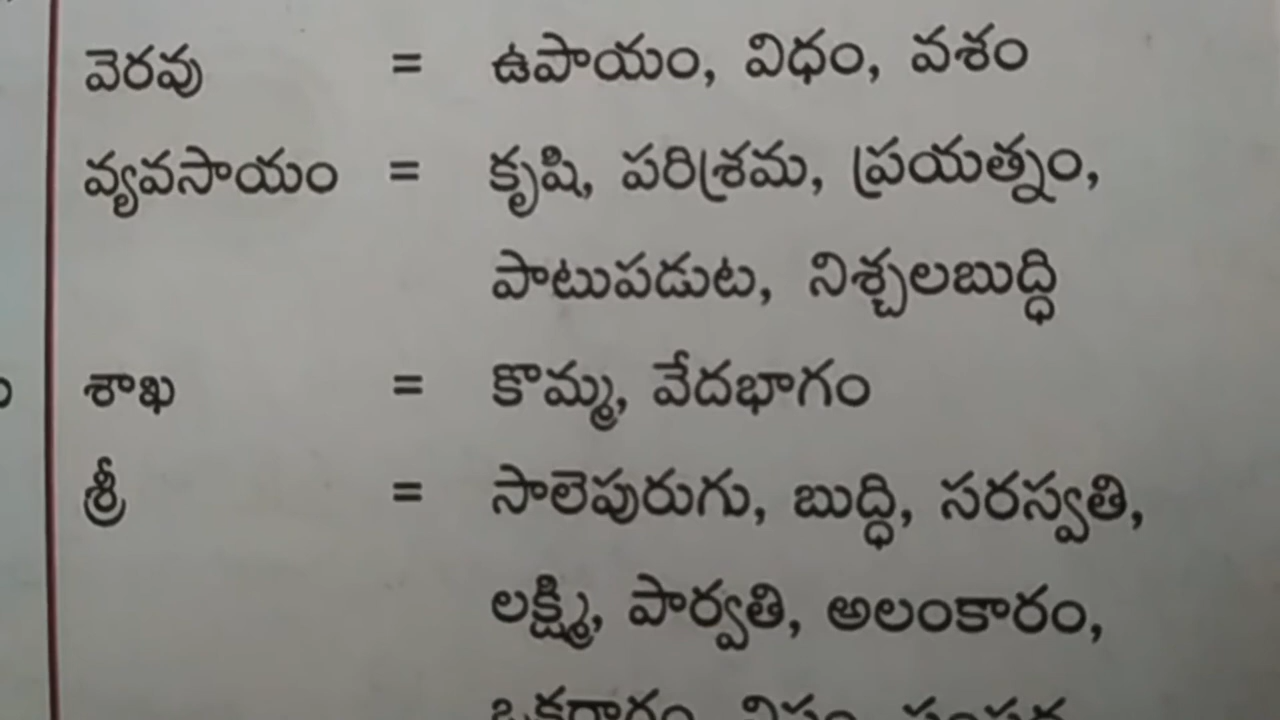 వెరవు = ఉపాయం, విధం, వశం
వ్యవసాయం = కృషి, పరిశ్రమ, ప్రయత్నం,
పాటుపడుట, నిశ్చలబుద్ధి
శాఖ = కొమ్మ, వేదభాగం
శ్రీ = సాలెపురుగు, బుద్ధి, సరస్వతి,
లక్ష్మి, పార్వతి, అలంకారం,